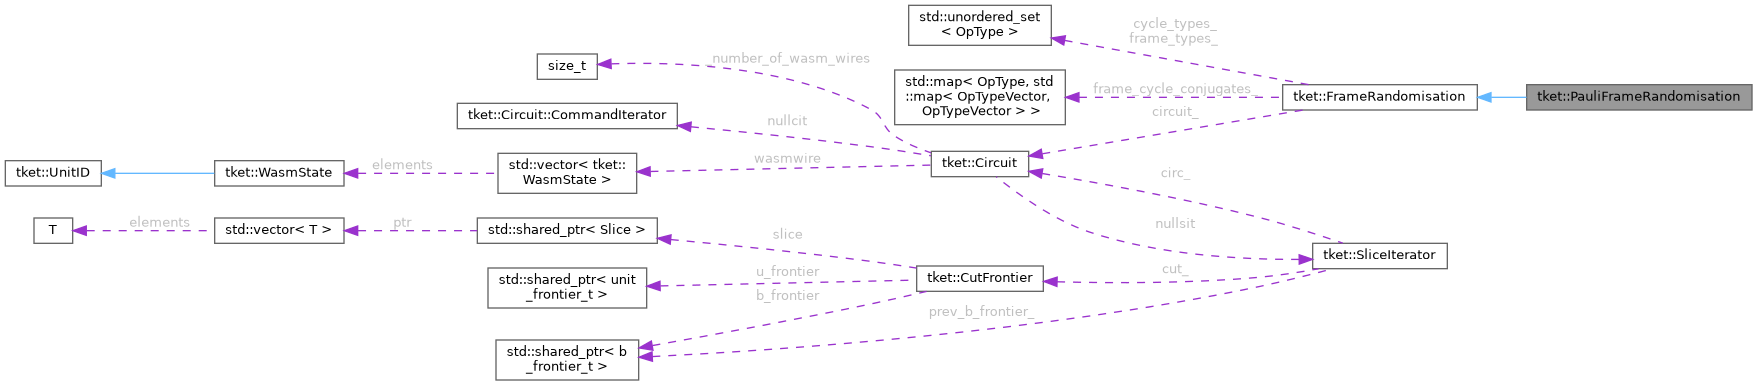 std::unordered_set
< OpType >
cycle_types_
frame_types_
size_t
_number_of_wasm_wires
std::map< OpType, std
::map< OpTypeVector,
OpTypeVector > >
frame_cycle_conjugates_
tket::FrameRandomisation
tket::PauliFrameRandomisation
tket::Circuit::CommandIterator
nullcit
circuit_
tket::UnitID
tket::WasmState
elements
std::vector< tket::
WasmState >
wasmwire
tket::Circuit
circ_
T
elements
std::vector< T >
ptr
std::shared_ptr< Slice >
slice
nullsit
tket::SliceIterator
std::shared_ptr< unit
_frontier_t >
u_frontier
b_frontier
tket::CutFrontier
cut_
prev_b_frontier_
std::shared_ptr< b
_frontier_t >